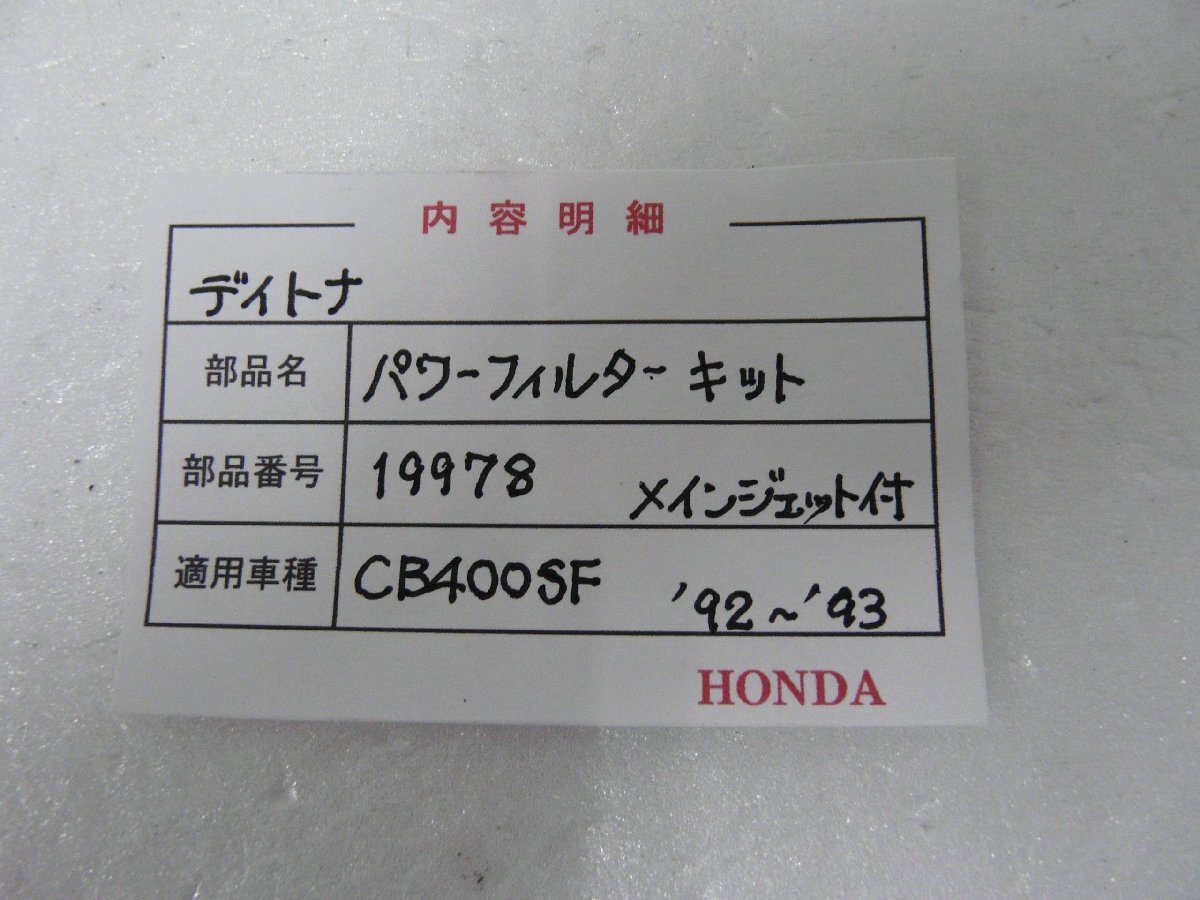 内容明細
デイトナ
部品名 パワーフィルターキット
部品番号 19978 メインジェット付
適用車種 CB400SF '92~'93
HONDA